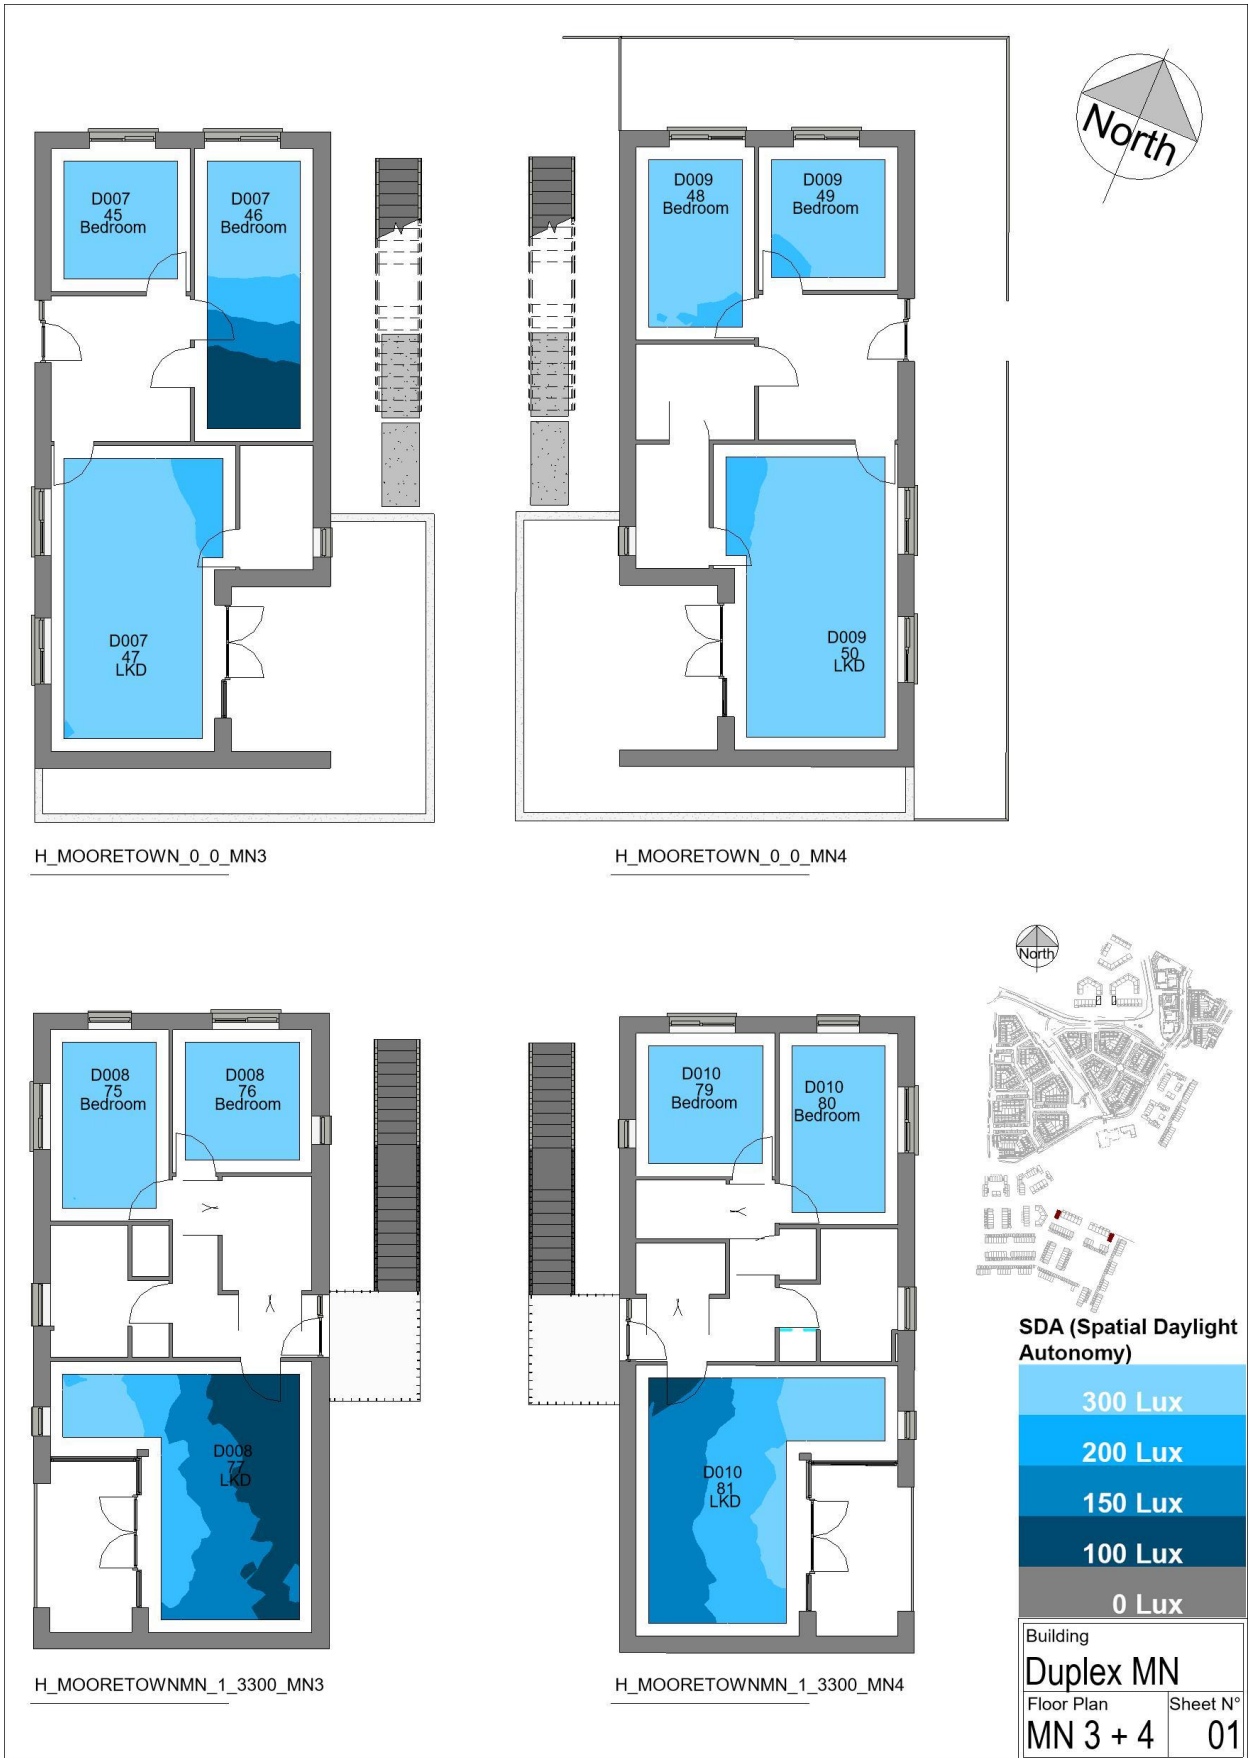 North
D007
45
Bedroom
D007
46
Bedroom
D009
48
Bedroom
D009
49
Bedroom
D007
47
LKD
D009
50
LKD
H_MOORETOWN_0_0_MN3
H_MOORETOWN_0_0_MN4
North
D008
75
Bedroom
D008
76
Bedroom
D010
79
Bedroom
D010
80
Bedroom
D008
77
LKD
D010
81
LKD
H_MOORETOWNMN_1_3300_MN3
H_MOORETOWNMN_1_3300_MN4
SDA (Spatial Daylight
Autonomy)
300 Lux
200 Lux
150 Lux
100 Lux
0 Lux
Building
Duplex MN
Floor Plan
MN 3 + 4
Sheet N°
01